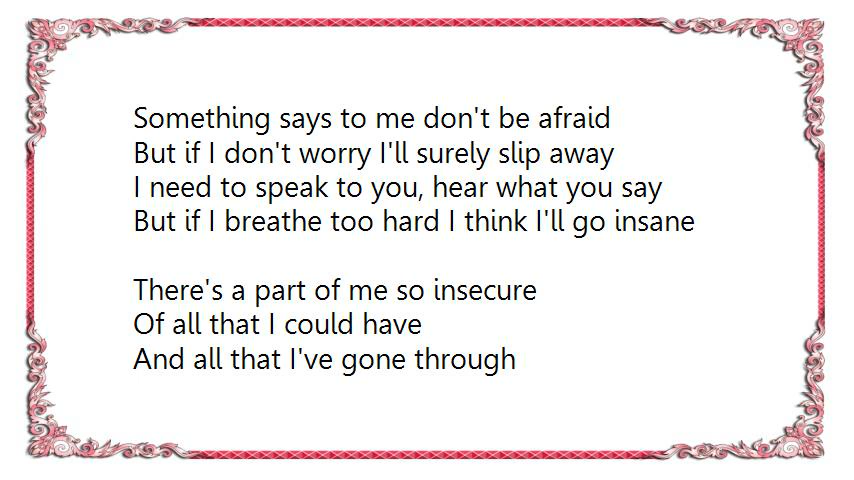 Something says to me don't be afraid
But if I don't worry I'll surely slip away
I need to speak to you, hear what you say
But if I breathe too hard I think I'll go insane

There's a part of me so insecure
Of all that I could have
And all that I've gone through